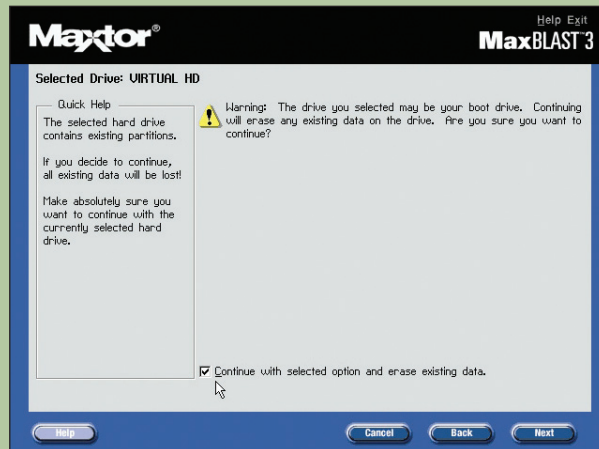 Help Exit
Maxtor®
MaxBLAST™3
Selected Drive: VIRTUAL HD
Quick Help
The selected hard drive
contains existing partitions.
If you decide to continue,
all existing data will be lost!
Make absolutely sure you
want to continue with the
currently selected hard
drive.
Warning: The drive you selected may be your boot drive. Continuing
will erase any existing data on the drive. Are you sure you want to
continue?
Continue with selected option and erase existing data.
Help
Cancel
Back
Next